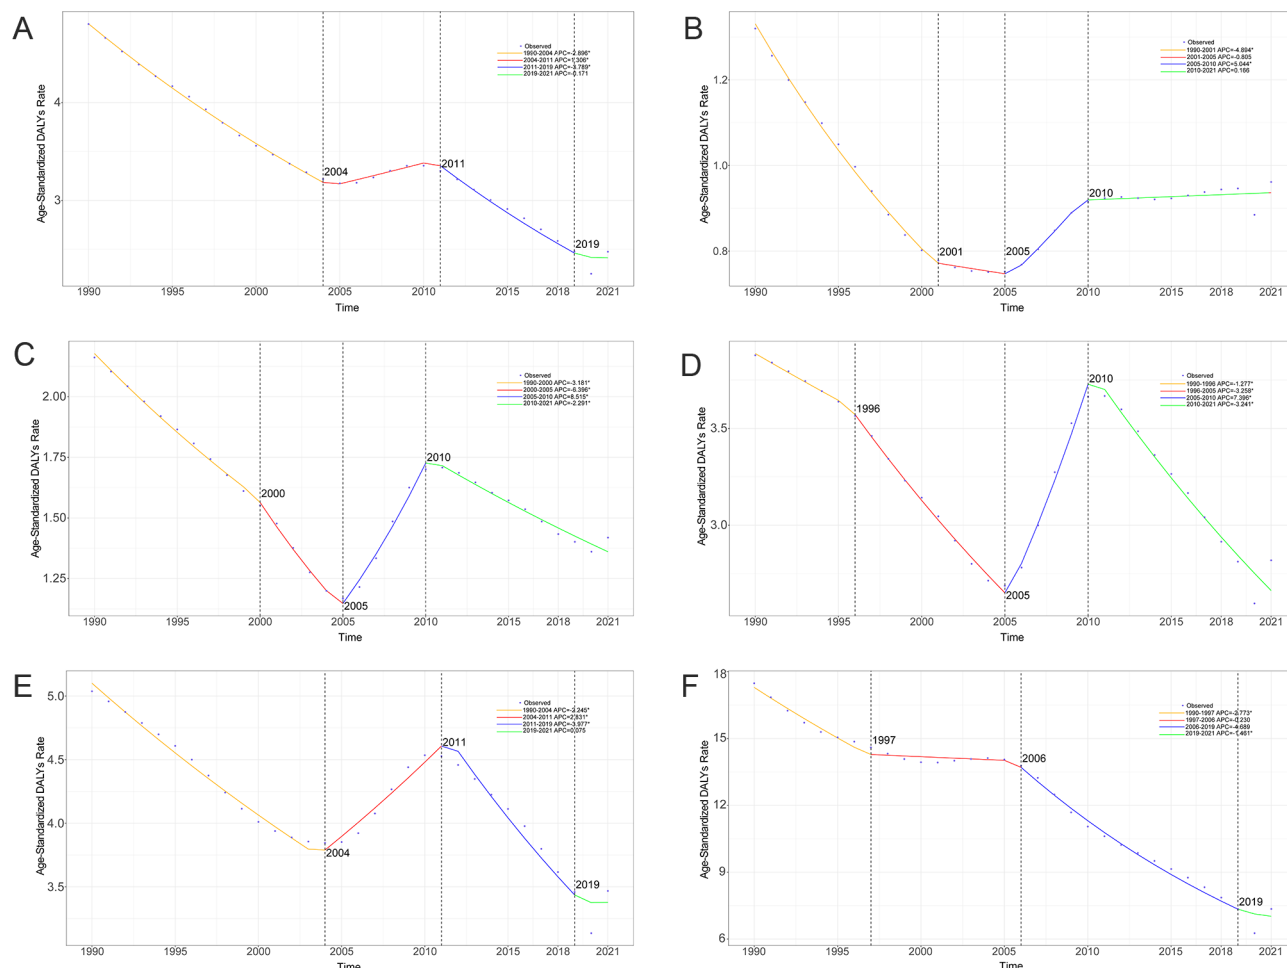 A
Age-Standardized DALYs Rate
4
3
Observed
1990-2004 APC=-2.896*
2004-2011 APC=1.306*
2011-2019 APC=-3.789*
2019-2021 APC=-0.171
2004
2011
2019
1990
1995
2000
2005
2010
2015
2018
2021
Time
B
Age-Standardized DALYs Rate
1.2
1.0
0.8
Observed
1990-2001 APC=-4.894*
2001-2005 APC=-0.805
2005-2010 APC=5.044*
2010-2021 APC=0.186
2001
2005
2010
1990
1995
2000
2005
2010
2015
2018
2021
Time
C
Age-Standardized DALYs Rate
2.00
1.75
1.50
1.25
Observed
1990-2000 APC=-3.181*
2000-2005 APC=-6.396*
2005-2010 APC=8.515*
2010-2021 APC=-2.291*
2000
2005
2010
1990
1995
2000
2005
2010
2015
2018
2021
Time
D
Age-Standardized DALYs Rate
3.5
3.0
Observed
1990-1996 APC=-1.277*
1996-2005 APC=-3.258*
2005-2010 APC=7.396*
2010-2021 APC=-3.241*
1996
2005
2010
1990
1995
2000
2005
2010
2015
2018
2021
Time
E
Age-Standardized DALYs Rate
5.0
4.5
4.0
3.5
Observed
1990-2004 APC=-2.245*
2004-2011 APC=2.831*
2011-2019 APC=-3.977*
2019-2021 APC=0.075
2004
2011
2019
1990
1995
2000
2005
2010
2015
2018
2021
Time
F
Age-Standardized DALYs Rate
18
15
12
9
6
Observed
1990-1997 APC=-2.773*
1997-2006 APC=-0.230
2006-2019 APC=-4.689
2019-2021 APC=-1.461*
1997
2006
2019
1990
1995
2000
2005
2010
2015
2018
2021
Time